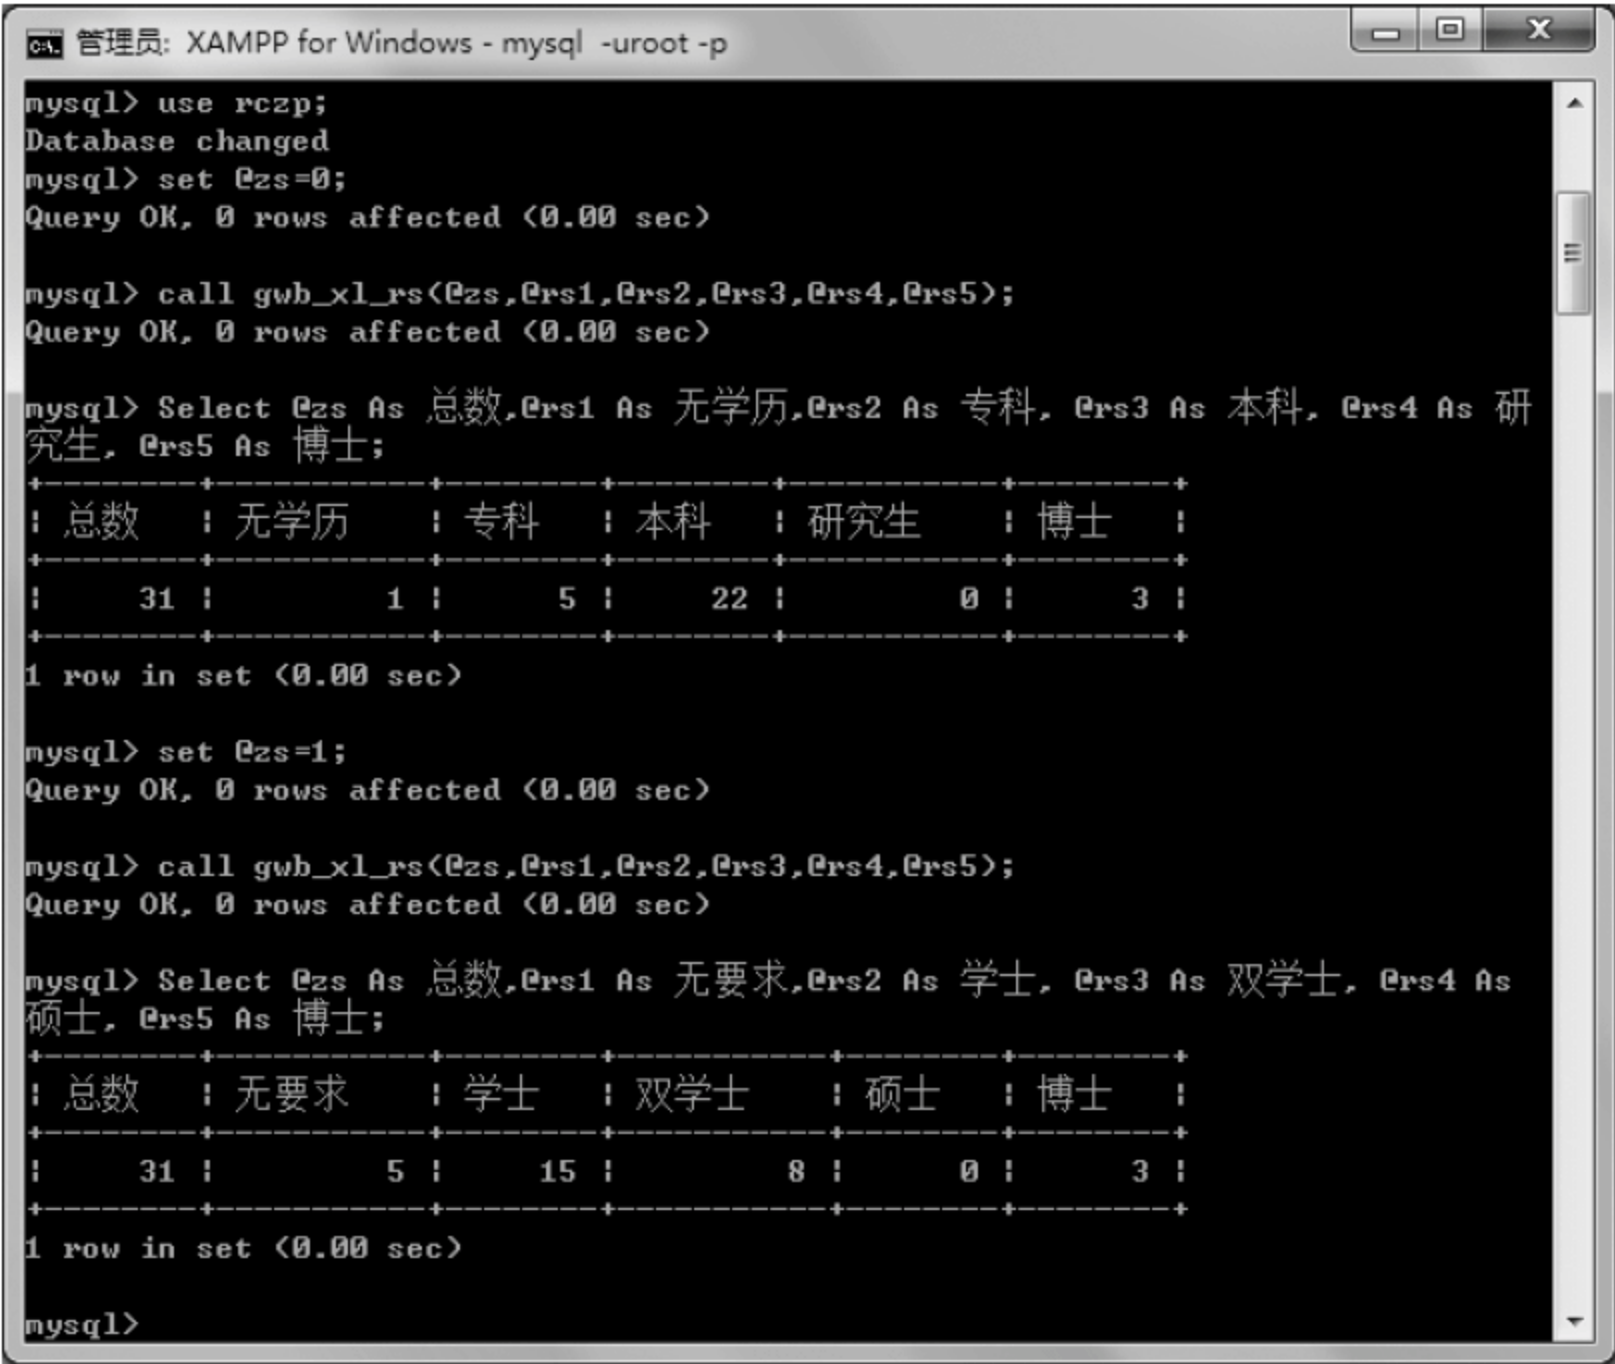 管理员: XAMPP for Windows - mysql -uroot -p
mysql> use rczp;
Database changed
mysql> set @zs=0;
Query OK, 0 rows affected (0.00 sec)
mysql> call gwb_xl_rs(@zs,@rs1,@rs2,@rs3,@rs4,@rs5);
Query OK, 0 rows affected (0.00 sec)
mysql> Select @zs As 总数,@rs1 As 无学历,@rs2 As 专科, @rs3 As 本科, @rs4 As 研
究生, @rs5 As 博士;
+--------+-----------+--------+--------+-----------+--------+
| 总数 | 无学历 | 专科 | 本科 | 研究生 | 博士 |
+--------+-----------+--------+--------+-----------+--------+
| 31 | 1 | 5 | 22 | 0 | 3 |
+--------+-----------+--------+--------+-----------+--------+
1 row in set (0.00 sec)
mysql> set @zs=1;
Query OK, 0 rows affected (0.00 sec)
mysql> call gwb_xl_rs(@zs,@rs1,@rs2,@rs3,@rs4,@rs5);
Query OK, 0 rows affected (0.00 sec)
mysql> Select @zs As 总数,@rs1 As 无要求,@rs2 As 学士, @rs3 As 双学士, @rs4 As
硕士, @rs5 As 博士;
+--------+-----------+--------+-----------+--------+--------+
| 总数 | 无要求 | 学士 | 双学士 | 硕士 | 博士 |
+--------+-----------+--------+-----------+--------+--------+
| 31 | 5 | 15 | 8 | 0 | 3 |
+--------+-----------+--------+-----------+--------+--------+
1 row in set (0.00 sec)
mysql>